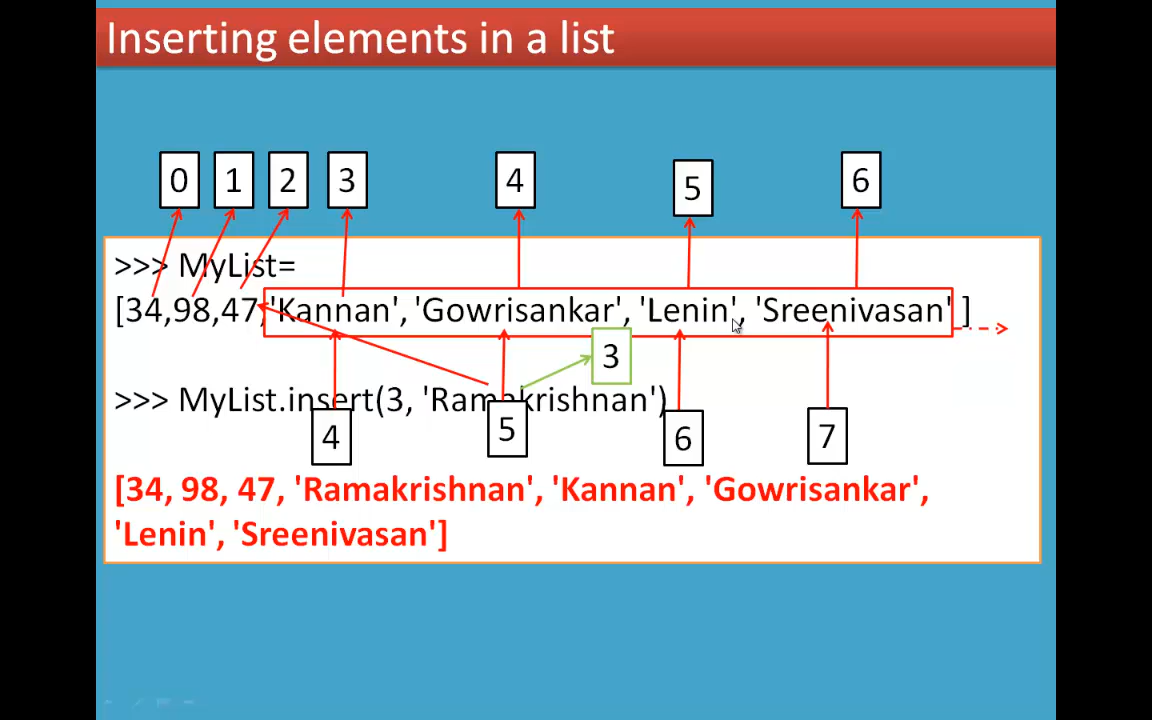 Inserting elements in a list
0 1 2 3 4 5 6
>>> MyList=
[34,98,47,'Kannan','Gowrisankar', 'Lenin', 'Sreenivasan' ]
3
>>> MyList.insert(3, 'Ramakrishnan')
4 5 6 7
[34, 98, 47, 'Ramakrishnan', 'Kannan', 'Gowrisankar',
'Lenin', 'Sreenivasan']